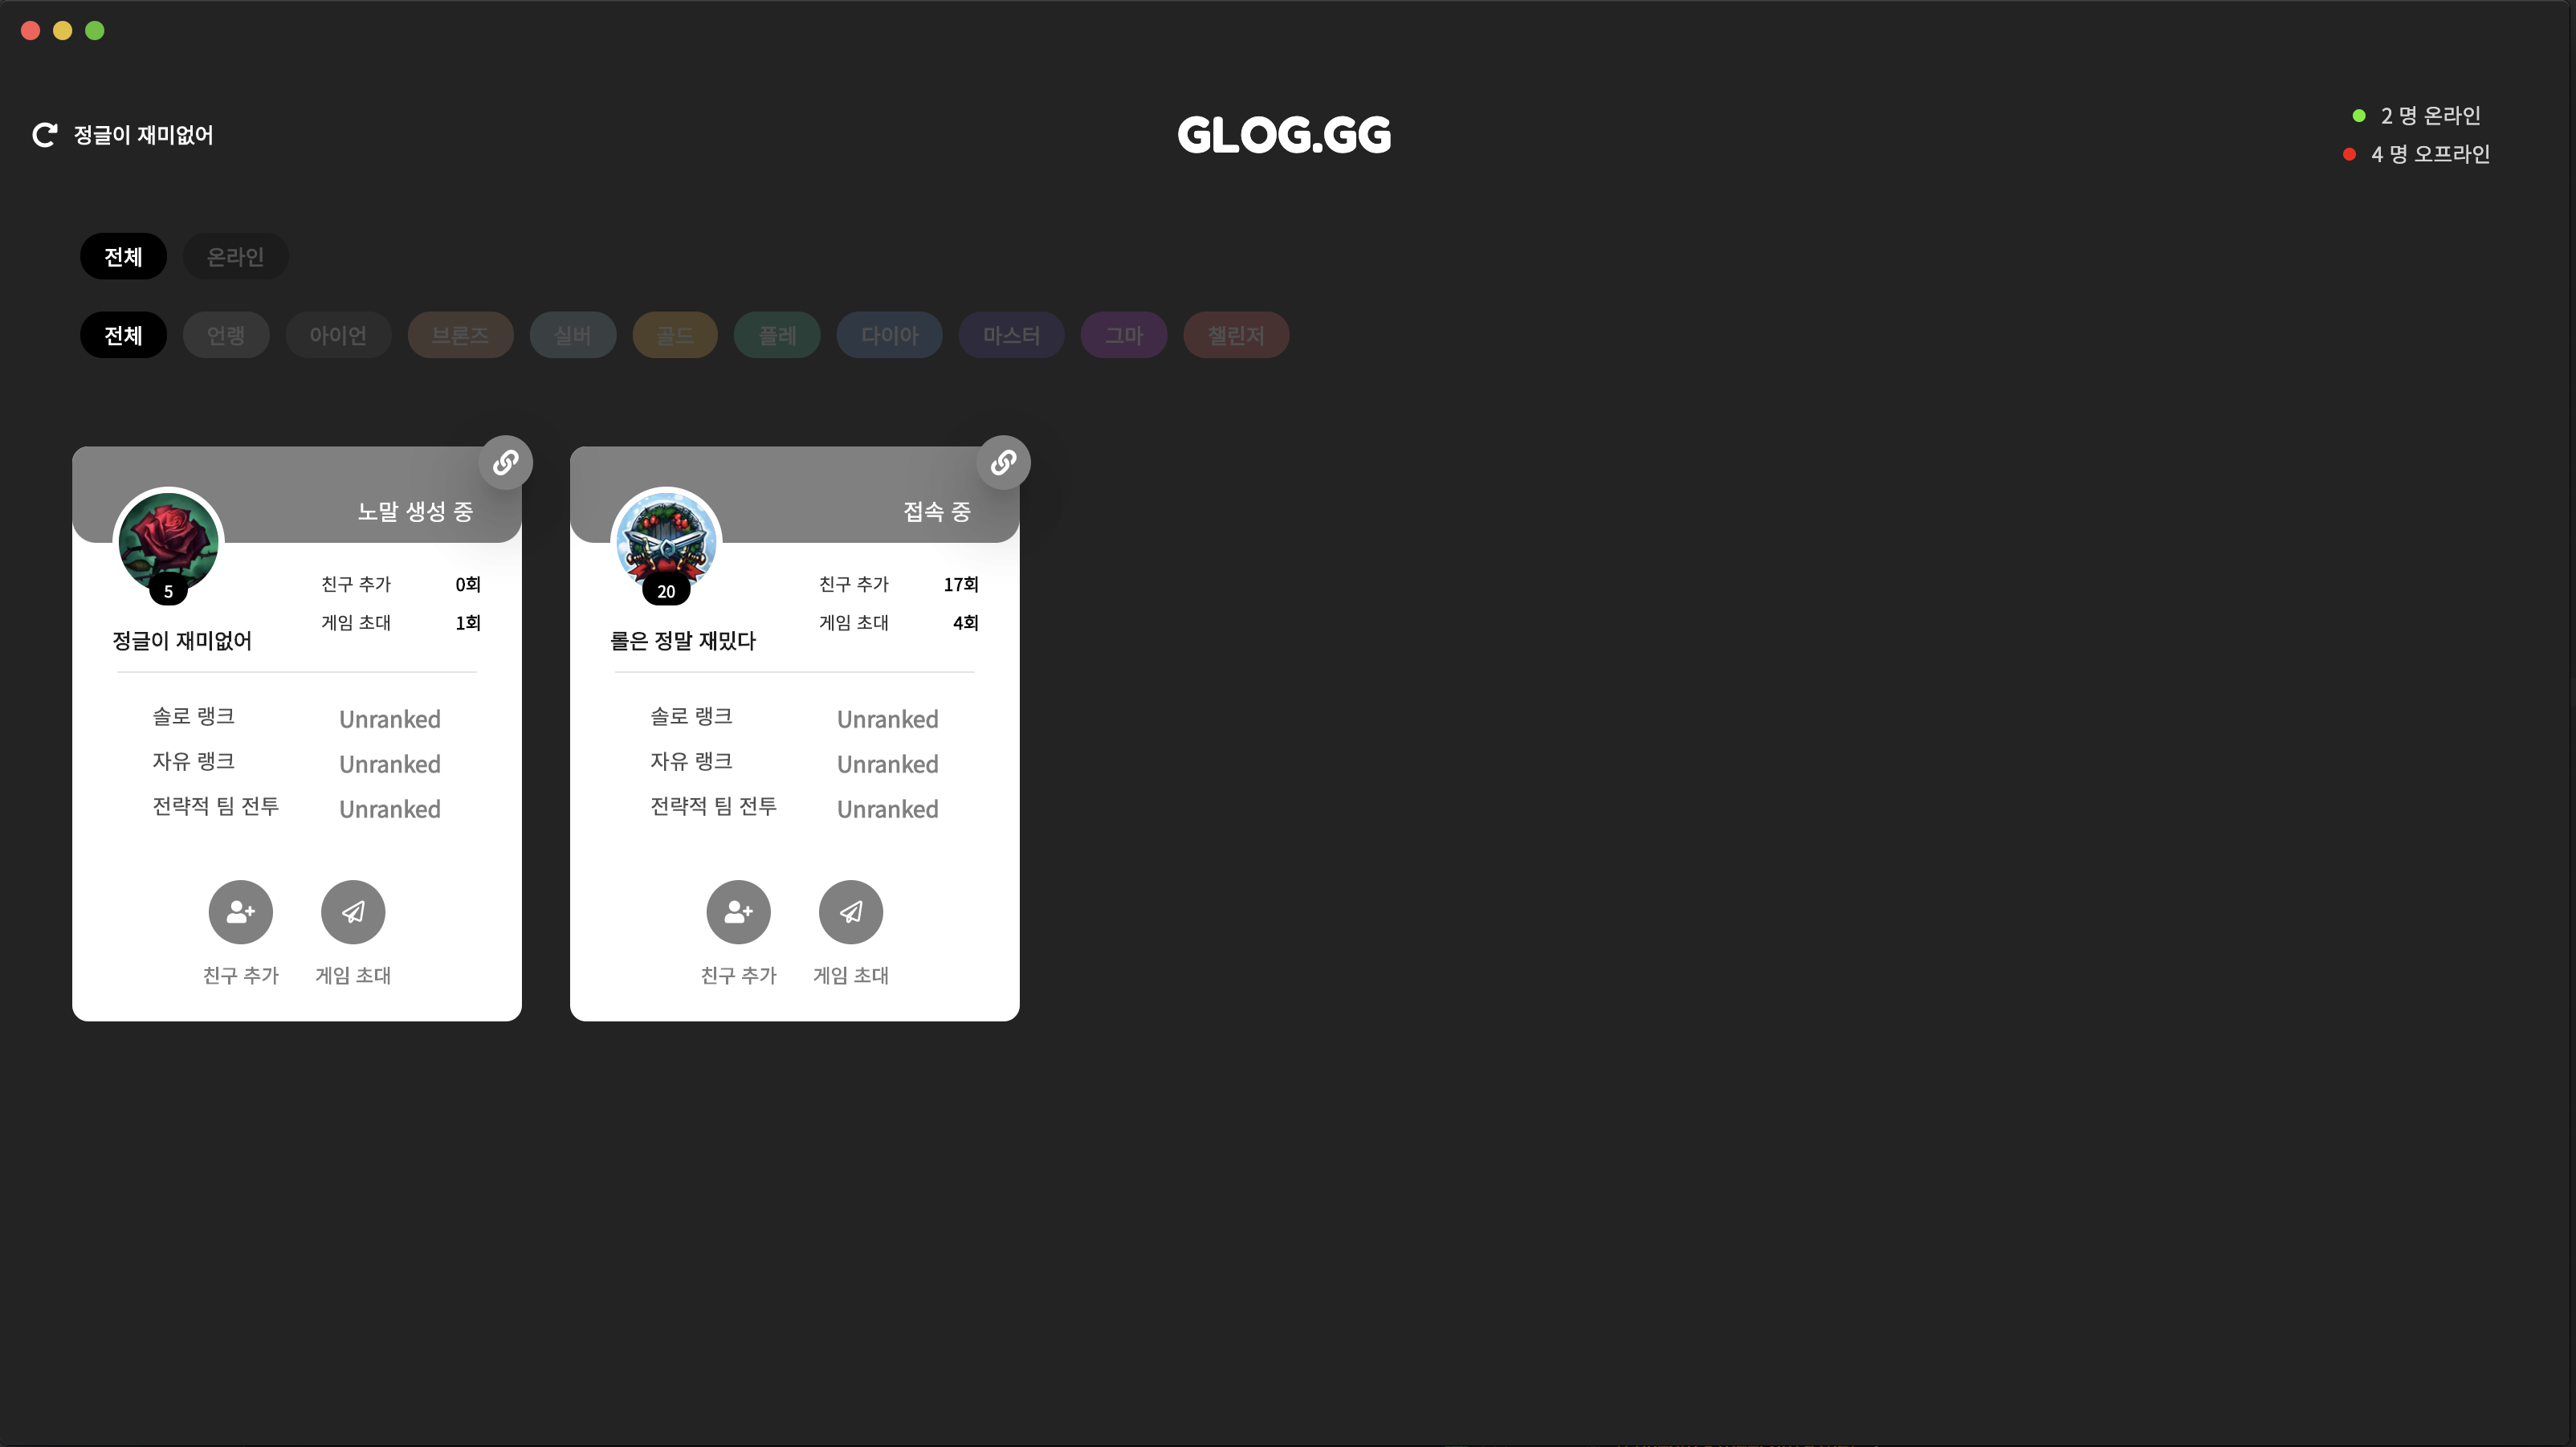 정글이 재미없어
GLOG.GG
2 명 온라인
4 명 오프라인
전체 온라인
전체 언랭 아이언 브론즈 실버 골드 플레 다이아 마스터 그마 챌린저
노말 생성 중
5
친구 추가 0회
게임 초대 1회
정글이 재미없어
솔로 랭크 Unranked
자유 랭크 Unranked
전략적 팀 전투 Unranked
친구 추가 게임 초대
접속 중
20
친구 추가 17회
게임 초대 4회
롤은 정말 재밌다
솔로 랭크 Unranked
자유 랭크 Unranked
전략적 팀 전투 Unranked
친구 추가 게임 초대